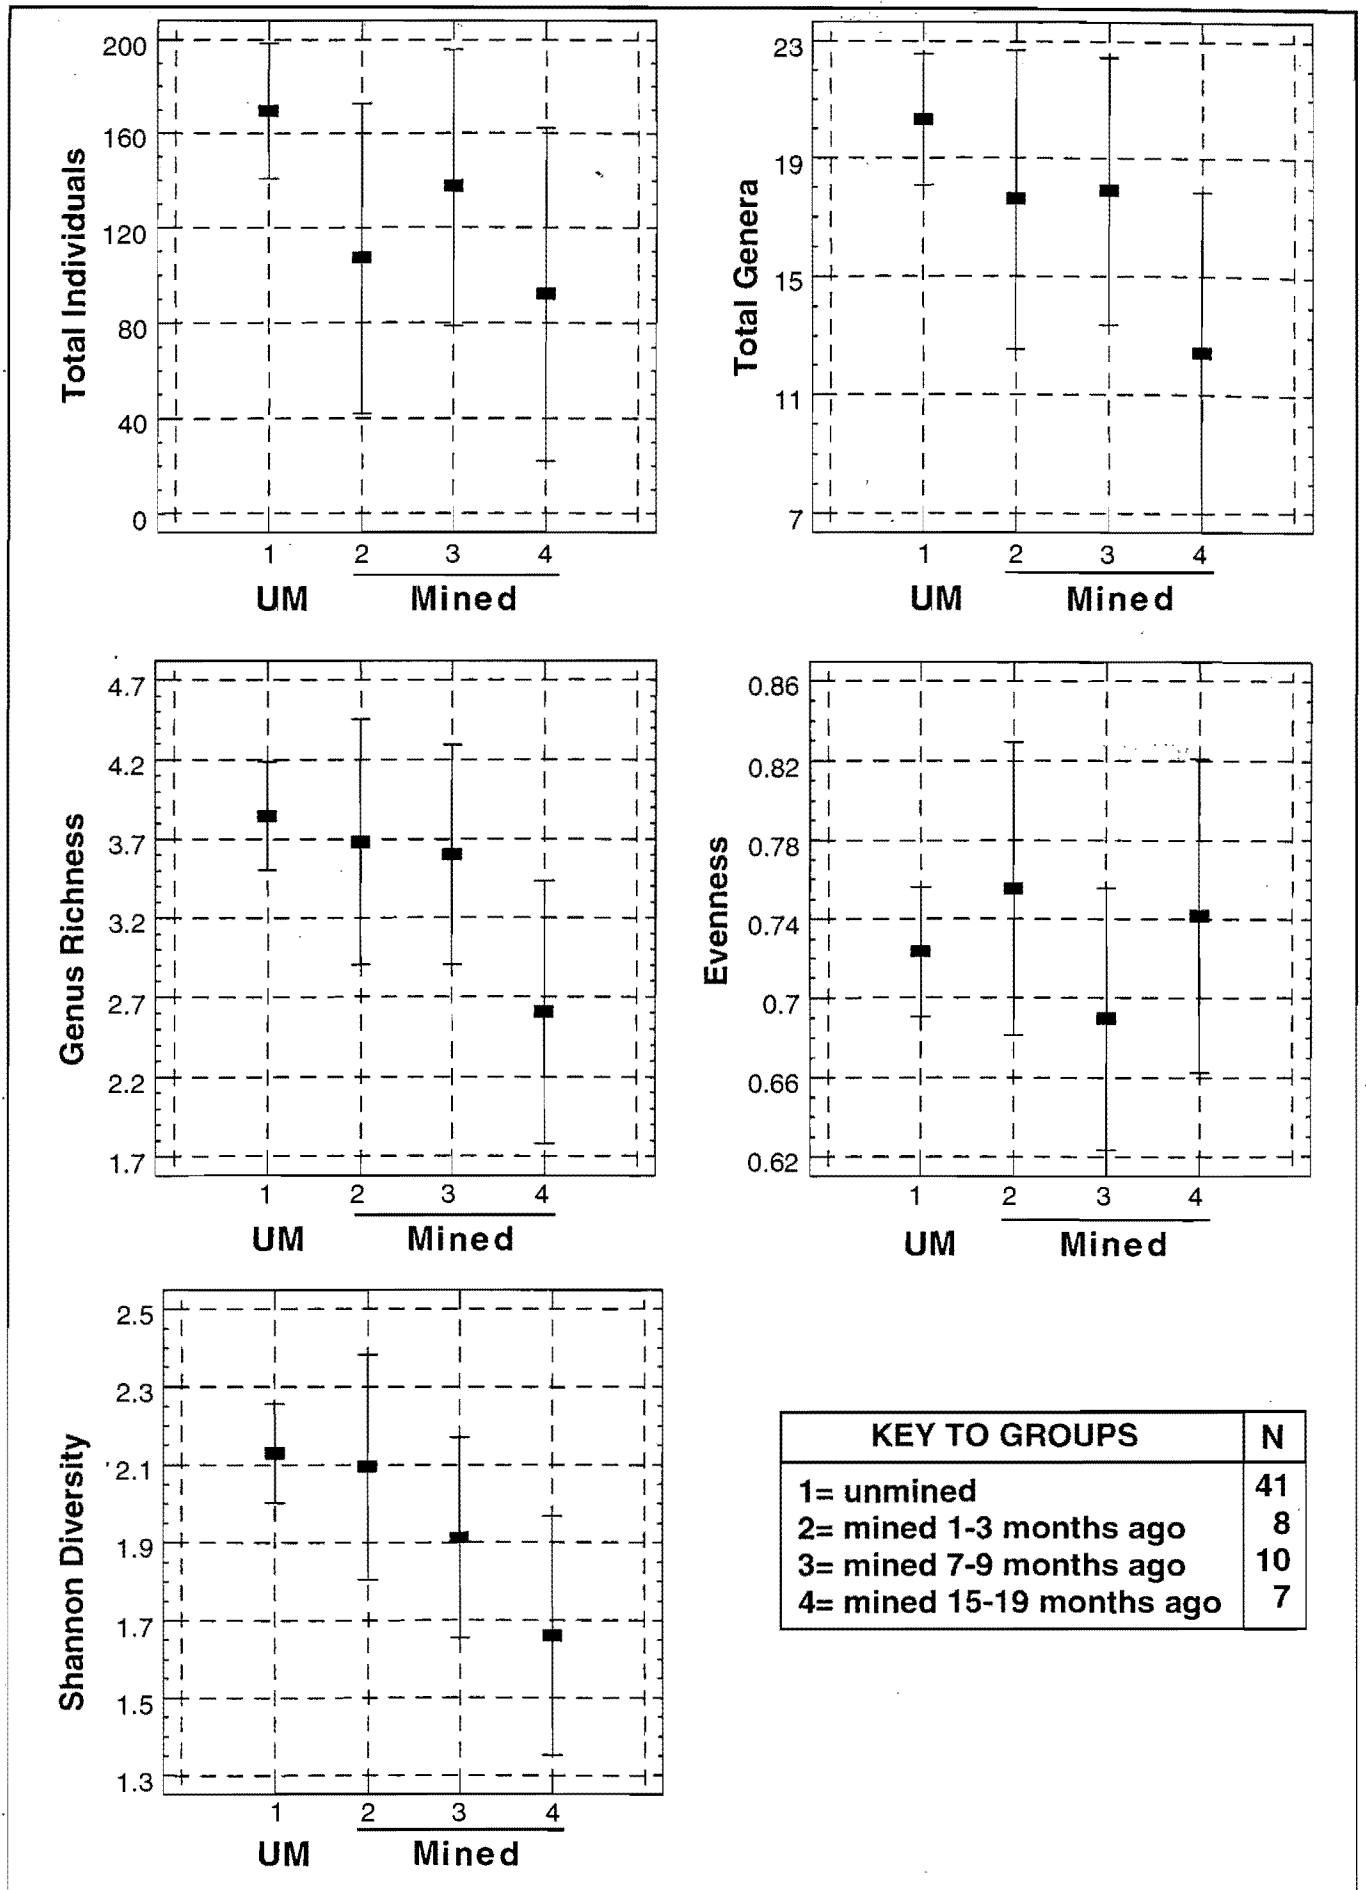 Total Individuals
200
160
120
80
40
0
1 2 3 4
UM Mined
Total Genera
23
19
15
11
7
1 2 3 4
UM Mined
Genus Richness
4.7
4.2
3.7
3.2
2.7
2.2
1.7
1 2 3 4
UM Mined
Evenness
0.86
0.82
0.78
0.74
0.7
0.66
0.62
1 2 3 4
UM Mined
Shannon Diversity
2.5
2.3
2.1
1.9
1.7
1.5
1.3
1 2 3 4
UM Mined
KEY TO GROUPS N
1= unmined 41
2= mined 1-3 months ago 8
3= mined 7-9 months ago 10
4= mined 15-19 months ago 7